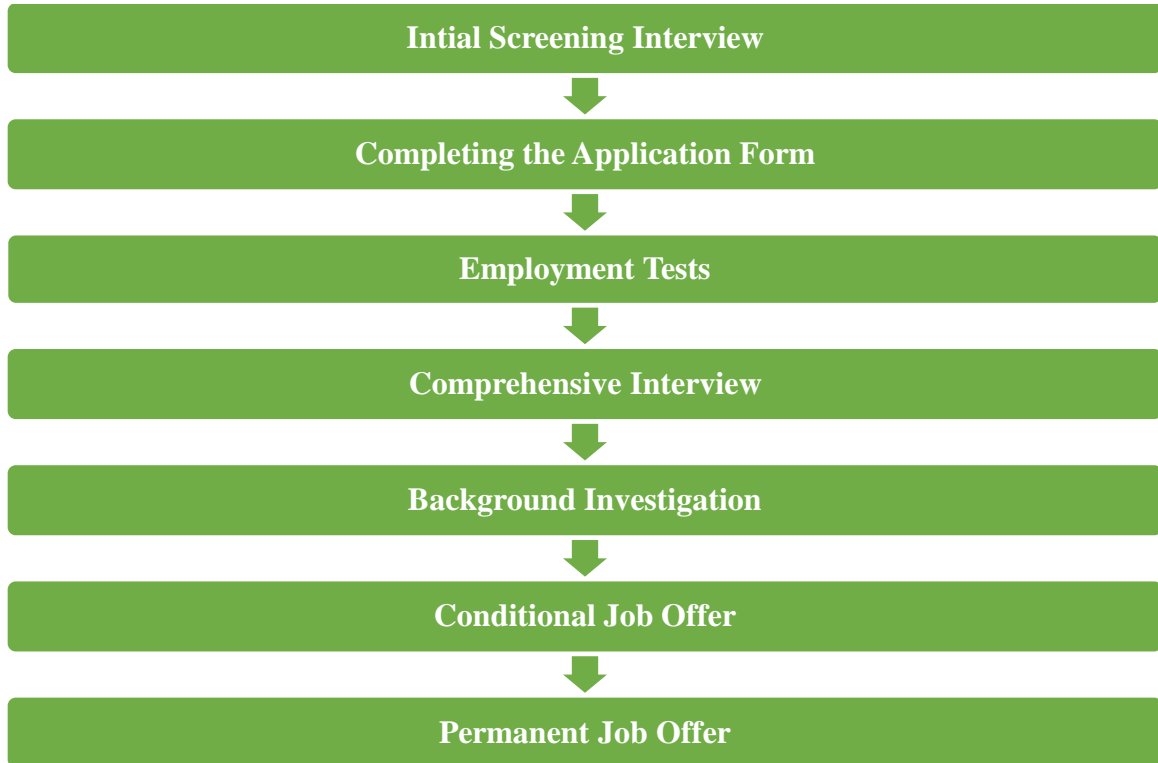 Intial Screening Interview
Completing the Application Form
Employment Tests
Comprehensive Interview
Background Investigation
Conditional Job Offer
Permanent Job Offer